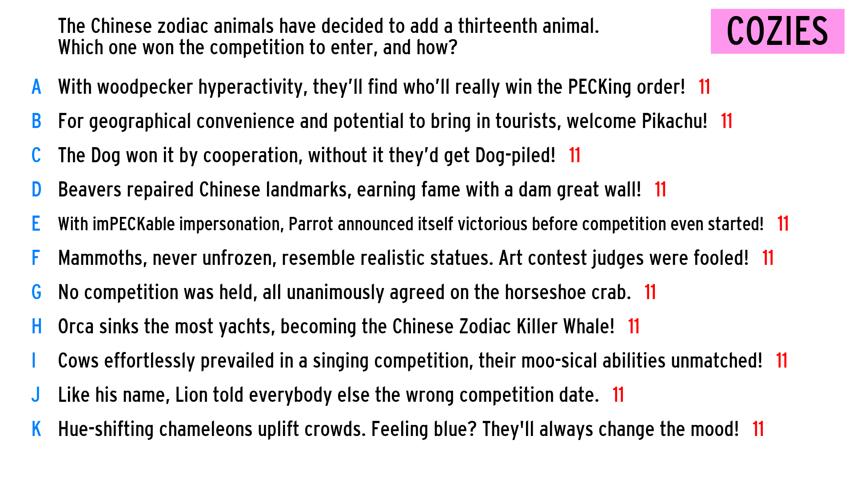 The Chinese zodiac animals have decided to add a thirteenth animal.
Which one won the competition to enter, and how?
COZIES
A With woodpecker hyperactivity, they'll find who'll really win the PECKing order! 11
B For geographical convenience and potential to bring in tourists, welcome Pikachu! 11
C The Dog won it by cooperation, without it they'd get Dog-piled! 11
D Beavers repaired Chinese landmarks, earning fame with a dam great wall! 11
E With imPECKable impersonation, Parrot announced itself victorious before competition even started! 11
F Mammoths, never unfrozen, resemble realistic statues. Art contest judges were fooled! 11
G No competition was held, all unanimously agreed on the horseshoe crab. 11
H Orca sinks the most yachts, becoming the Chinese Zodiac Killer Whale! 11
I Cows effortlessly prevailed in a singing competition, their moo-sical abilities unmatched! 11
J Like his name, Lion told everybody else the wrong competition date. 11
K Hue-shifting chameleons uplift crowds. Feeling blue? They'll always change the mood! 11